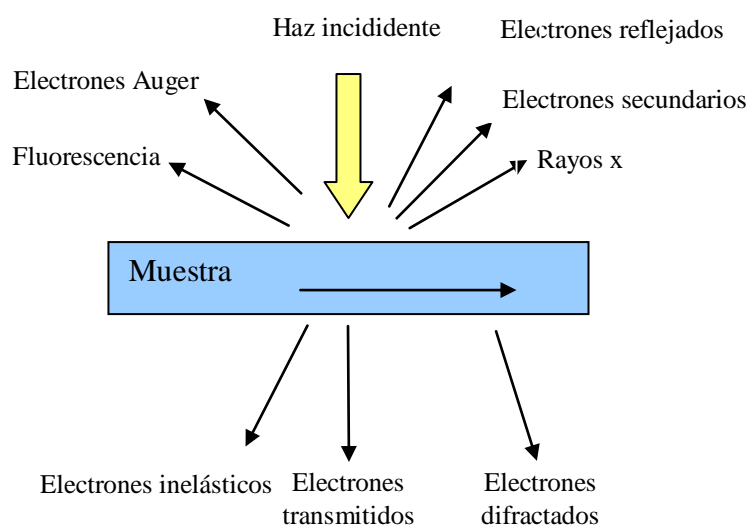 Haz incididente
Electrones reflejados
Electrones Auger
Electrones secundarios
Fluorescencia
Rayos x
Muestra
Electrones inelásticos
Electrones
transmitidos
Electrones
difractados